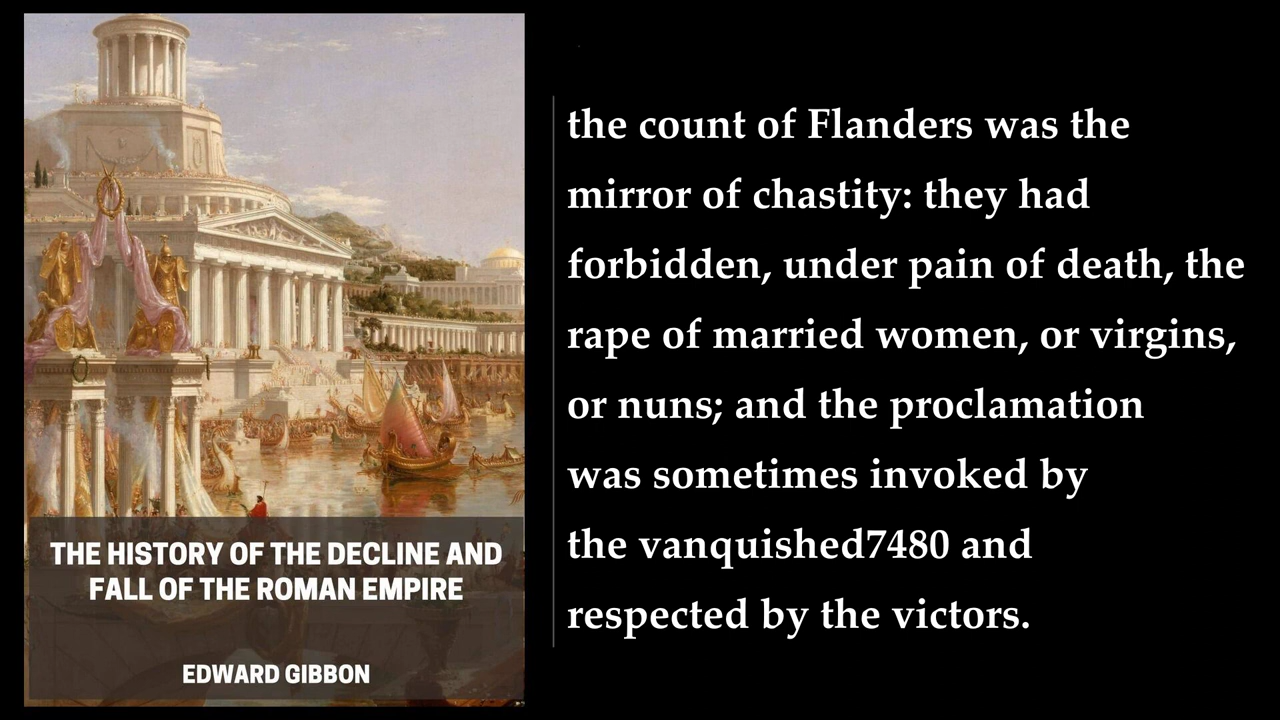 THE HISTORY OF THE DECLINE AND
FALL OF THE ROMAN EMPIRE
EDWARD GIBBON
the count of Flanders was the
mirror of chastity: they had
forbidden, under pain of death, the
rape of married women, or virgins,
or nuns; and the proclamation
was sometimes invoked by
the vanquished7480 and
respected by the victors.